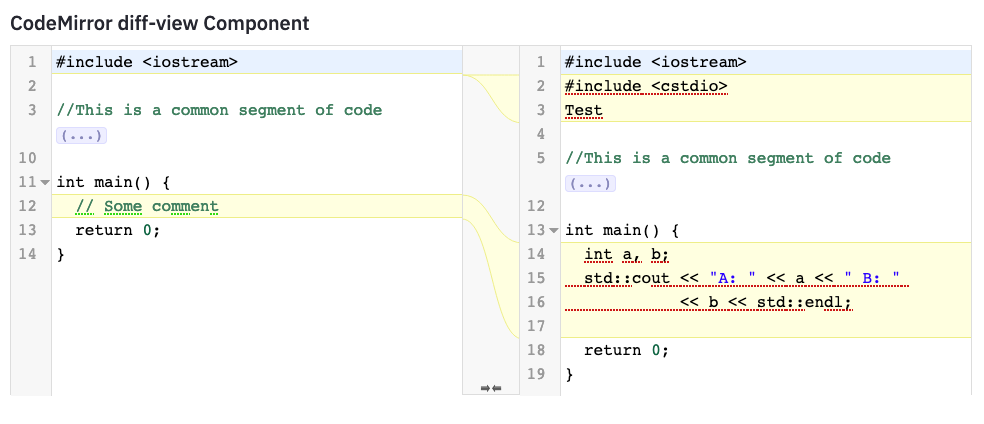 CodeMirror diff-view Component
1 #include <iostream>
2
3 //This is a common segment of code
(...)
10
11 int main() {
12   // Some comment
13   return 0;
14 }
1 #include <iostream>
2 #include <cstdio>
3 Test
4
5 //This is a common segment of code
(...)
12
13 int main() {
14   int a, b;
15   std::cout << "A: " << a << " B: "
16             << b << std::endl;
17
18   return 0;
19 }